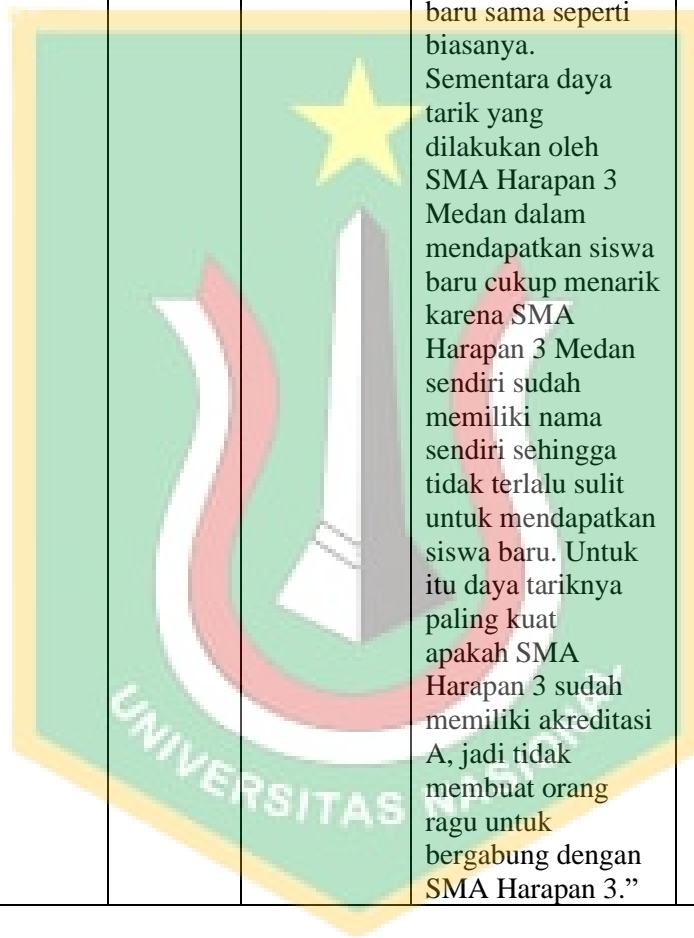 baru sama seperti
biasanya.
Sementara daya
tarik yang
dilakukan oleh
SMA Harapan 3
Medan dalam
mendapatkan siswa
baru cukup menarik
karena SMA
Harapan 3 Medan
sendiri sudah
memiliki nama
sendiri sehingga
tidak terlalu sulit
untuk mendapatkan
siswa baru. Untuk
itu daya tariknya
paling kuat
apakah SMA
Harapan 3 sudah
memiliki akreditasi
A, jadi tidak
membuat orang
ragu untuk
bergabung dengan
SMA Harapan 3.”
UNIVERSITAS NASIONAL